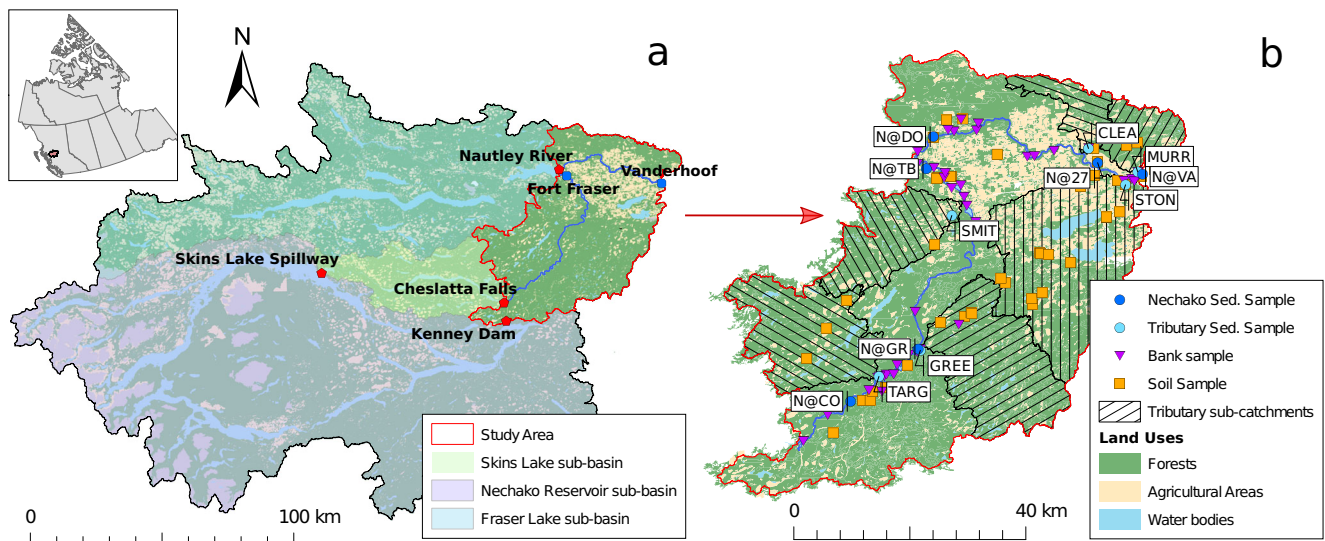 N
a
Nautley River
Vanderhoof
Fort Fraser
Skins Lake Spillway
Cheslatta Falls
Kenney Dam
Study Area
Skins Lake sub-basin
Nechako Reservoir sub-basin
Fraser Lake sub-basin
0
100 km
b
N@DO
CLEA
MURR
N@TB
N@27
N@VA
STON
SMIT
N@GR
GREE
TARG
N@CO
Nechako Sed. Sample
Tributary Sed. Sample
Bank sample
Soil Sample
Tributary sub-catchments
Land Uses
Forests
Agricultural Areas
Water bodies
0
40 km